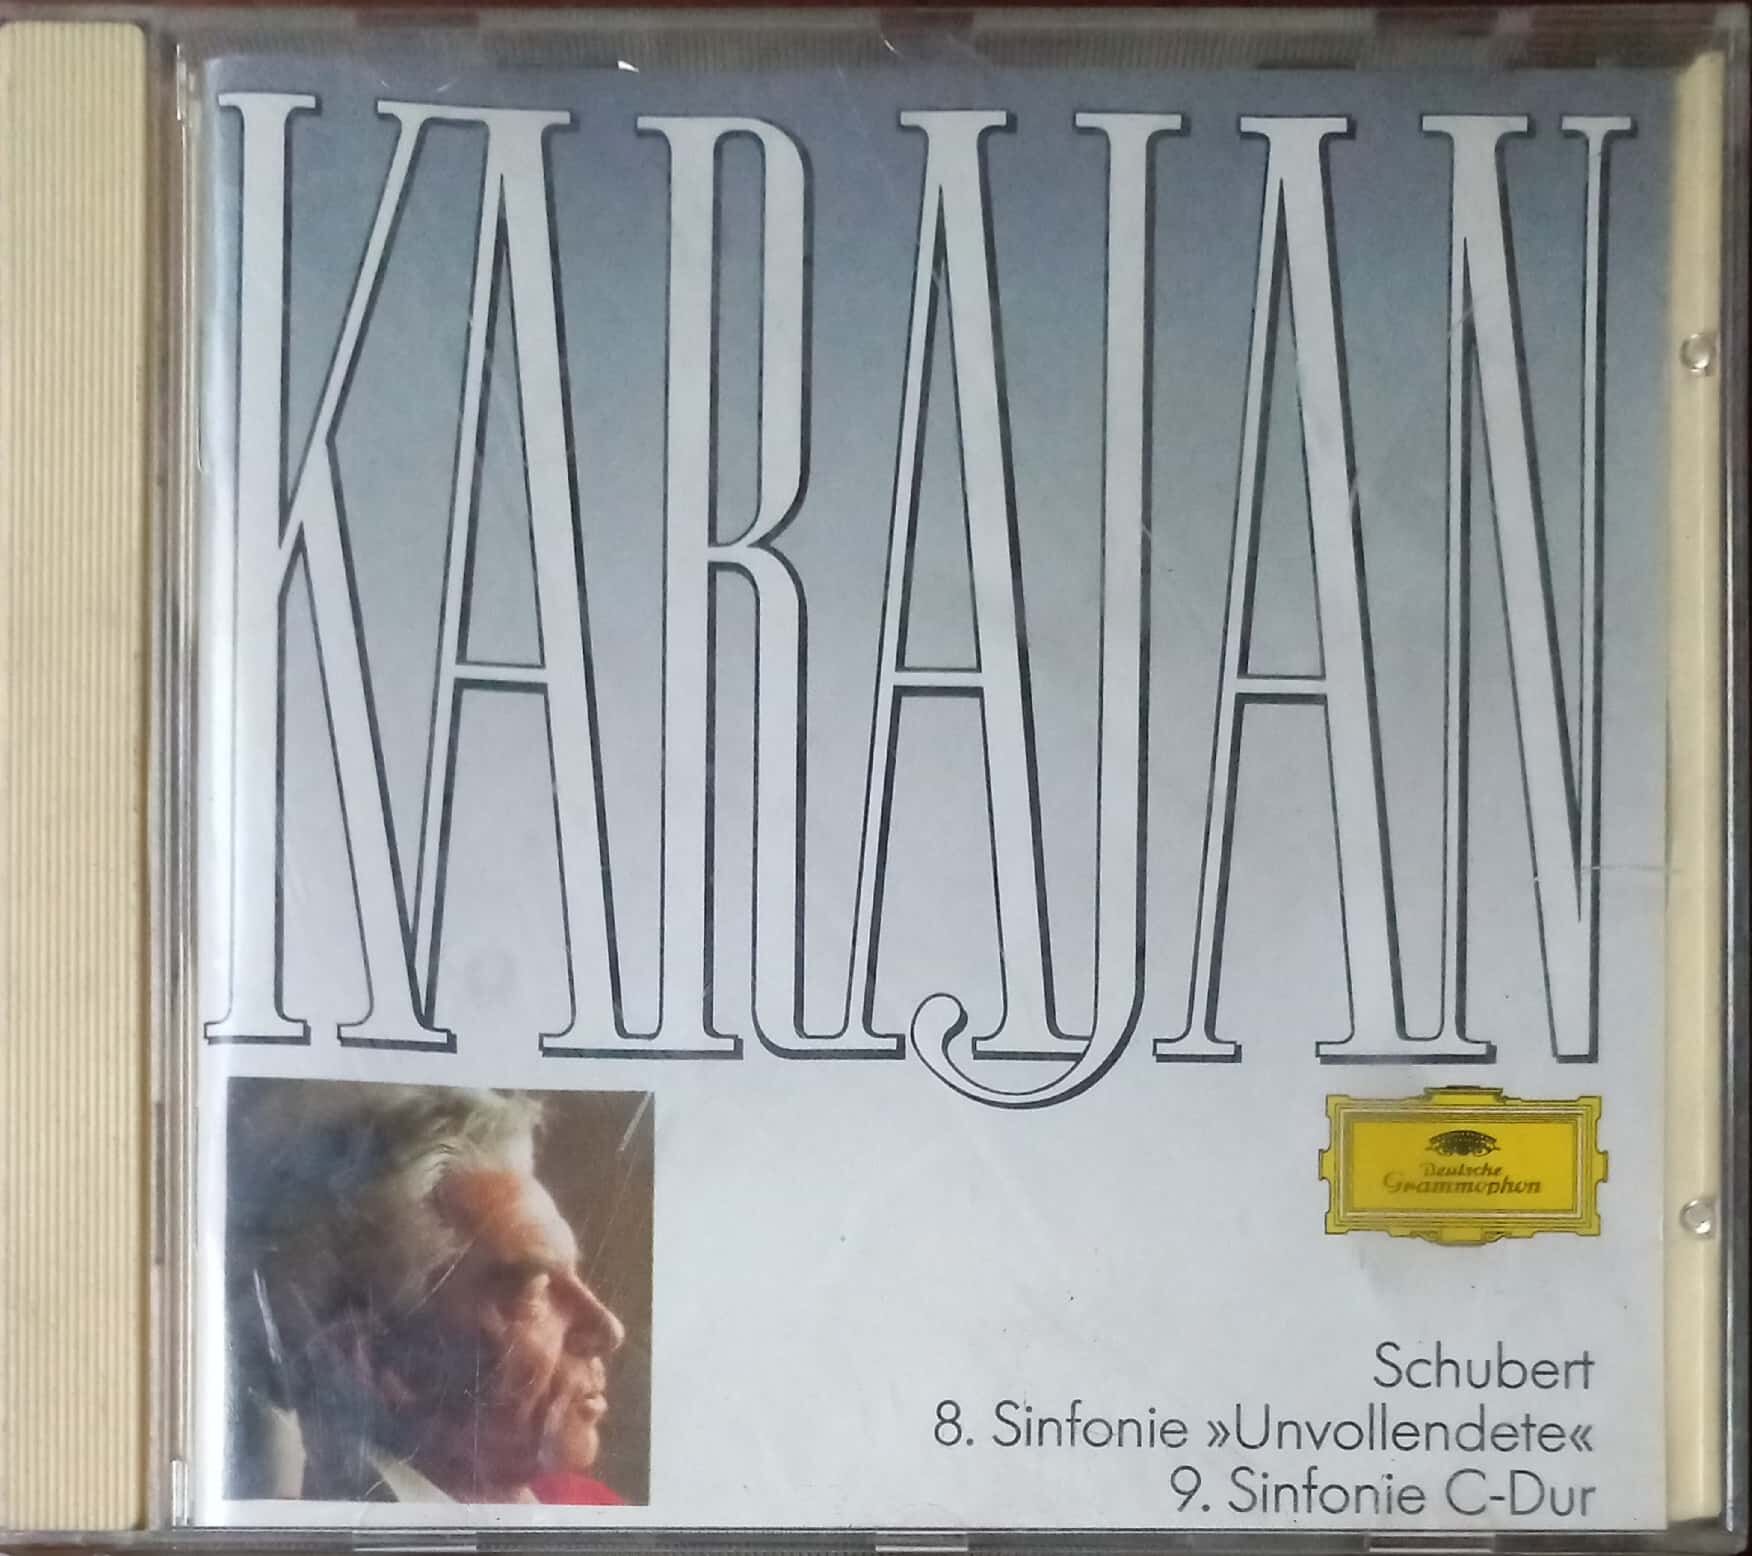 KARAJAN
Deutsche
Grammophon
Schubert
8. Sinfonie »Unvollendete«
9. Sinfonie C-Dur